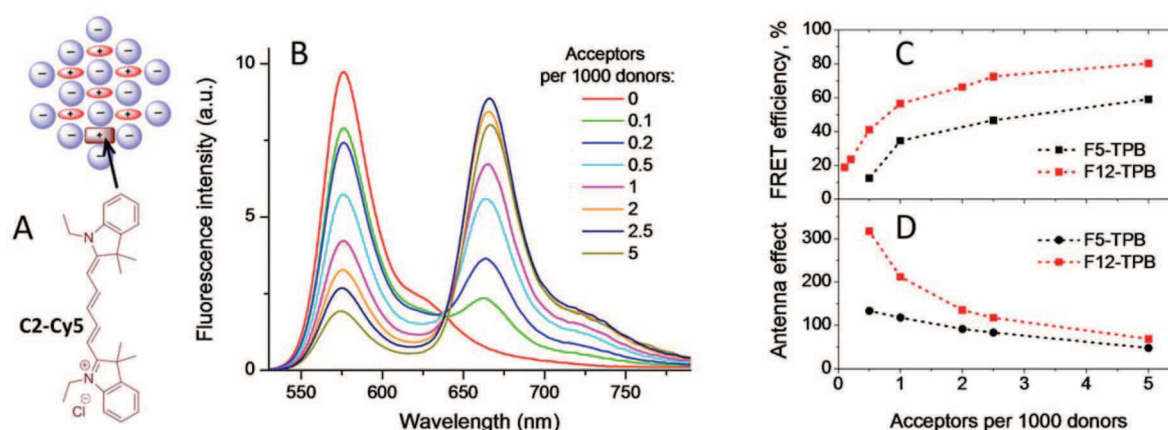 A
C2-Cy5
N
N
⊕
Cl
⊖
B
Acceptors
per 1000 donors:
0
0.1
0.2
0.5
1
2
2.5
5
10
5
0
Fluorescence intensity (a.u.)
550
600
650
700
750
Wavelength (nm)
C
100
80
60
40
20
0
FRET efficiency, %
F5-TPB
F12-TPB
D
300
200
100
0
Antenna effect
F5-TPB
F12-TPB
0
1
2
3
4
5
Acceptors per 1000 donors